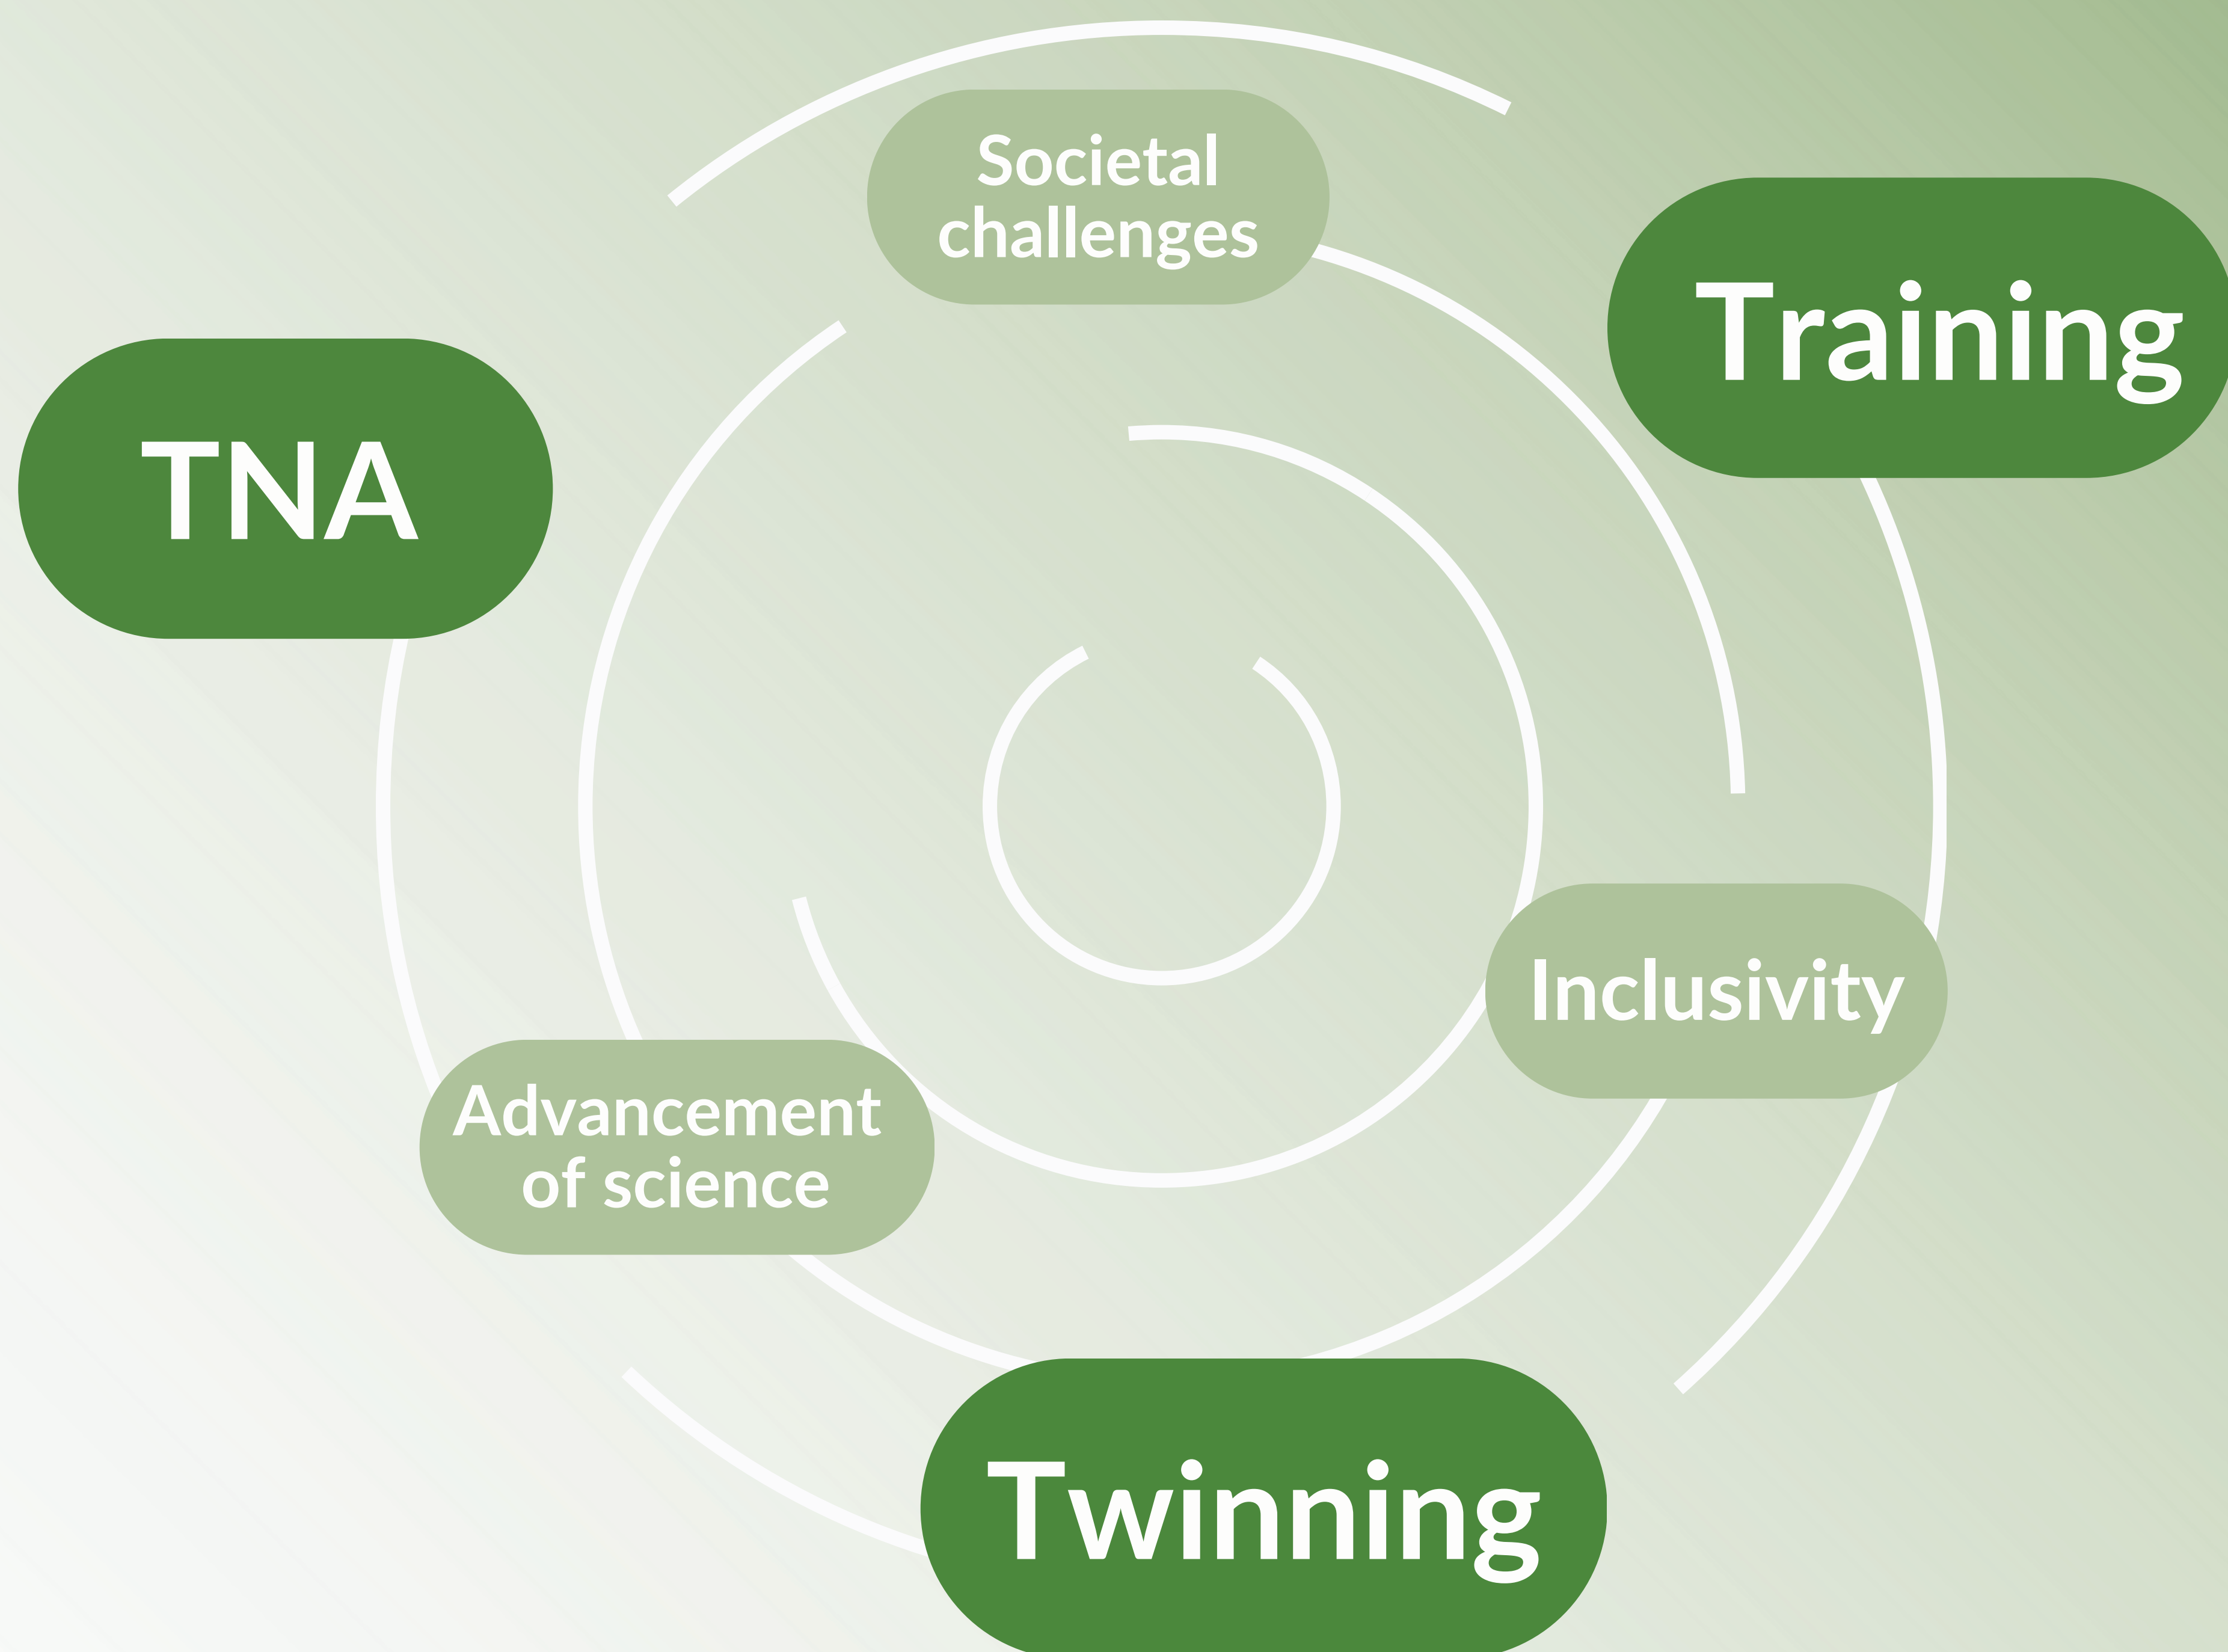 Societal
challenges
Training
TNA
Inclusivity
Advancement
of science
Twinning